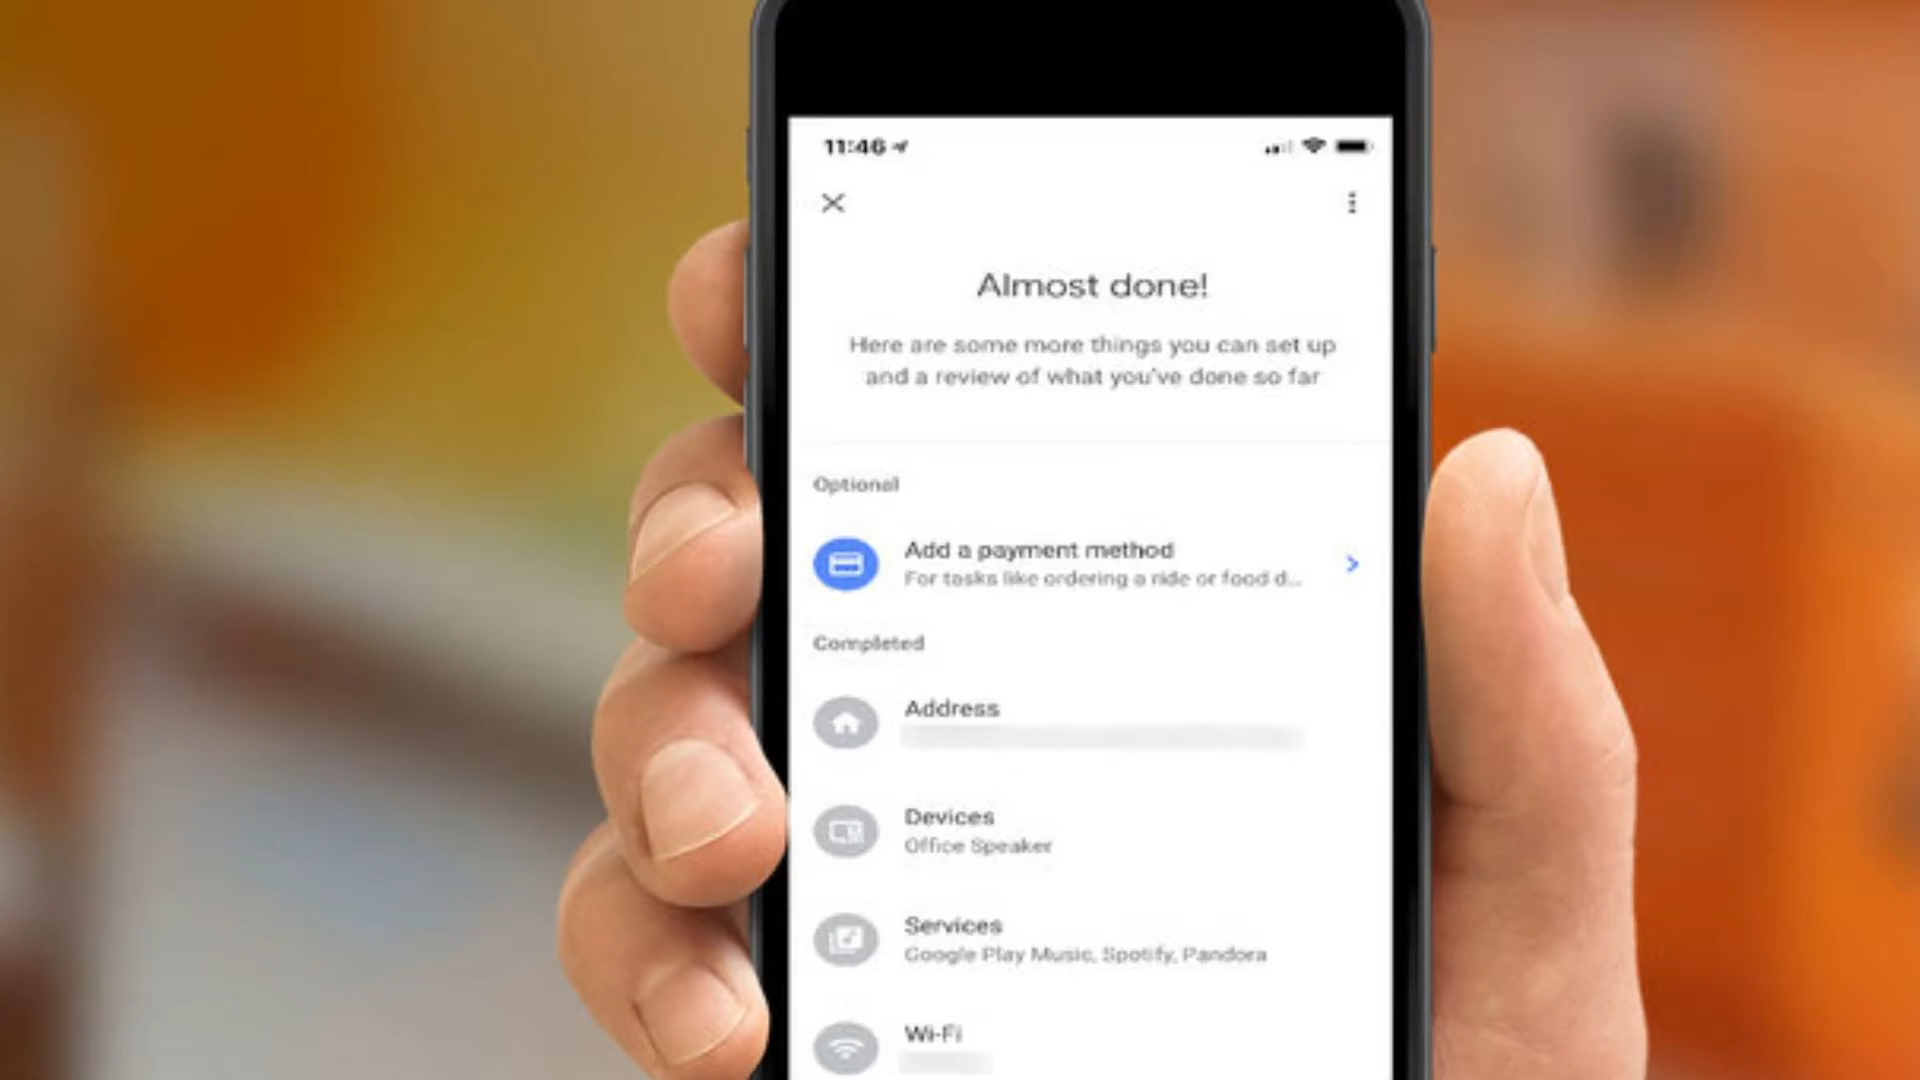 11:46
Almost done!
Here are some more things you can set up
and a review of what you've done so far
Optional
Add a payment method
For tasks like ordering a ride or food d...
Completed
Address
Devices
Office Speaker
Services
Google Play Music, Spotify, Pandora
Wi-Fi